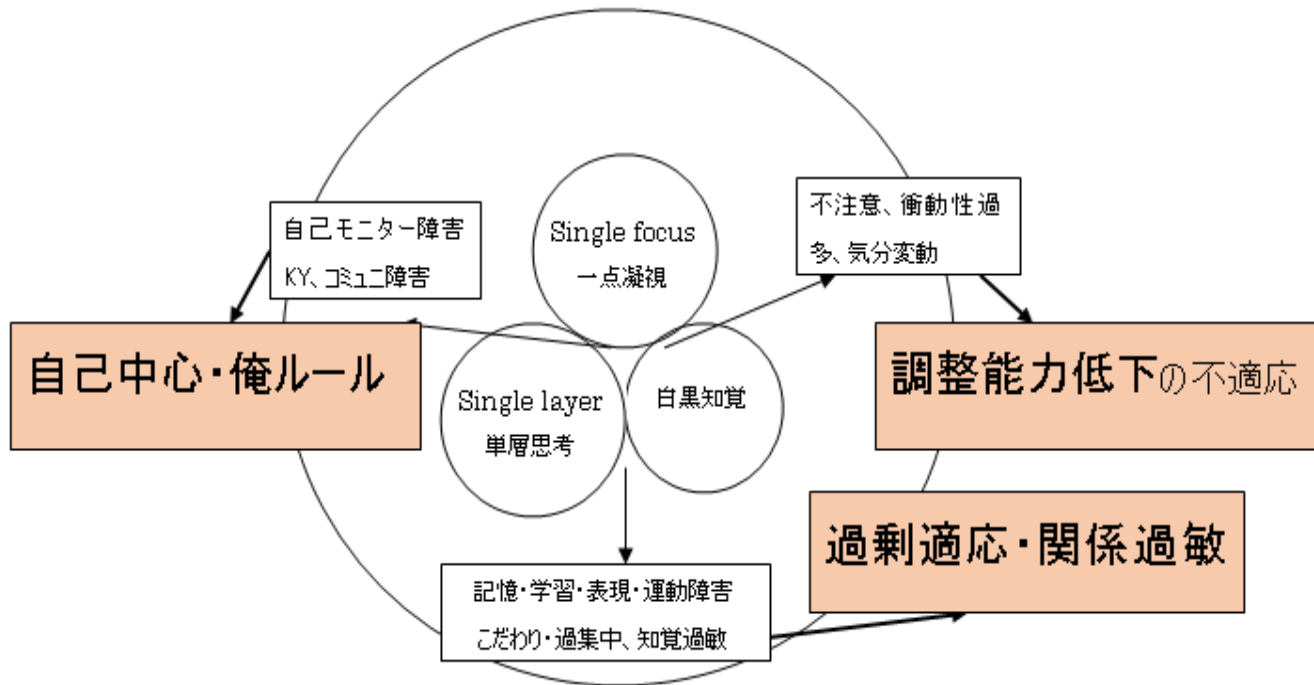 Single focus
一点凝視
不注意、衝動性過
多、気分変動
自己モニター障害
KY、コミュニ障害
自己中心・俺ルール
Single layer
単層思考
白黒知覚
調整能力低下の不適応
過剰適応・関係過敏
記憶・学習・表現・運動障害
こだわり・過集中、知覚過敏